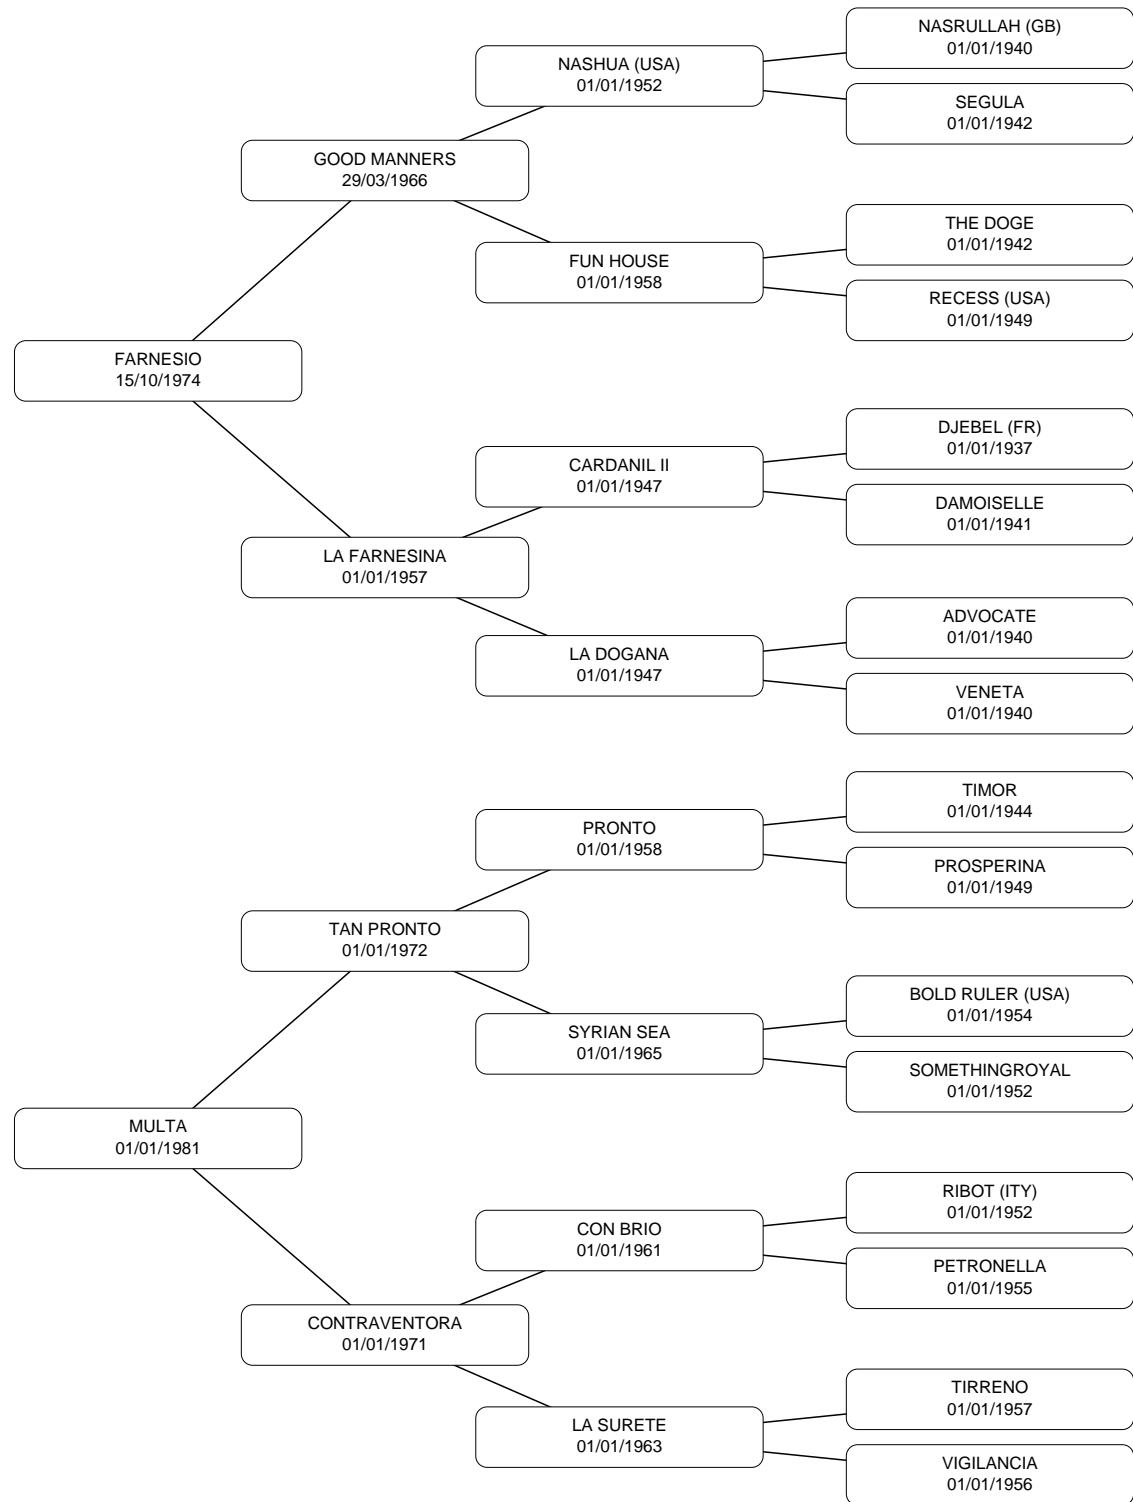 NASRULLAH (GB)
01/01/1940
NASHUA (USA)
01/01/1952
SEGULA
01/01/1942
GOOD MANNERS
29/03/1966
THE DOGE
01/01/1942
FUN HOUSE
01/01/1958
RECESS (USA)
01/01/1949
FARNESIO
15/10/1974
DJEBEL (FR)
01/01/1937
CARDANIL II
01/01/1947
DAMOISELLE
01/01/1941
LA FARNESINA
01/01/1957
ADVOCATE
01/01/1940
LA DOGANA
01/01/1947
VENETA
01/01/1940
TIMOR
01/01/1944
PRONTO
01/01/1958
PROSPERINA
01/01/1949
TAN PRONTO
01/01/1972
BOLD RULER (USA)
01/01/1954
SYRIAN SEA
01/01/1965
SOMETHINGROYAL
01/01/1952
MULTA
01/01/1981
RIBOT (ITY)
01/01/1952
CON BRIO
01/01/1961
PETRONELLA
01/01/1955
CONTRAVENTORA
01/01/1971
TIRRENO
01/01/1957
LA SURETE
01/01/1963
VIGILANCIA
01/01/1956